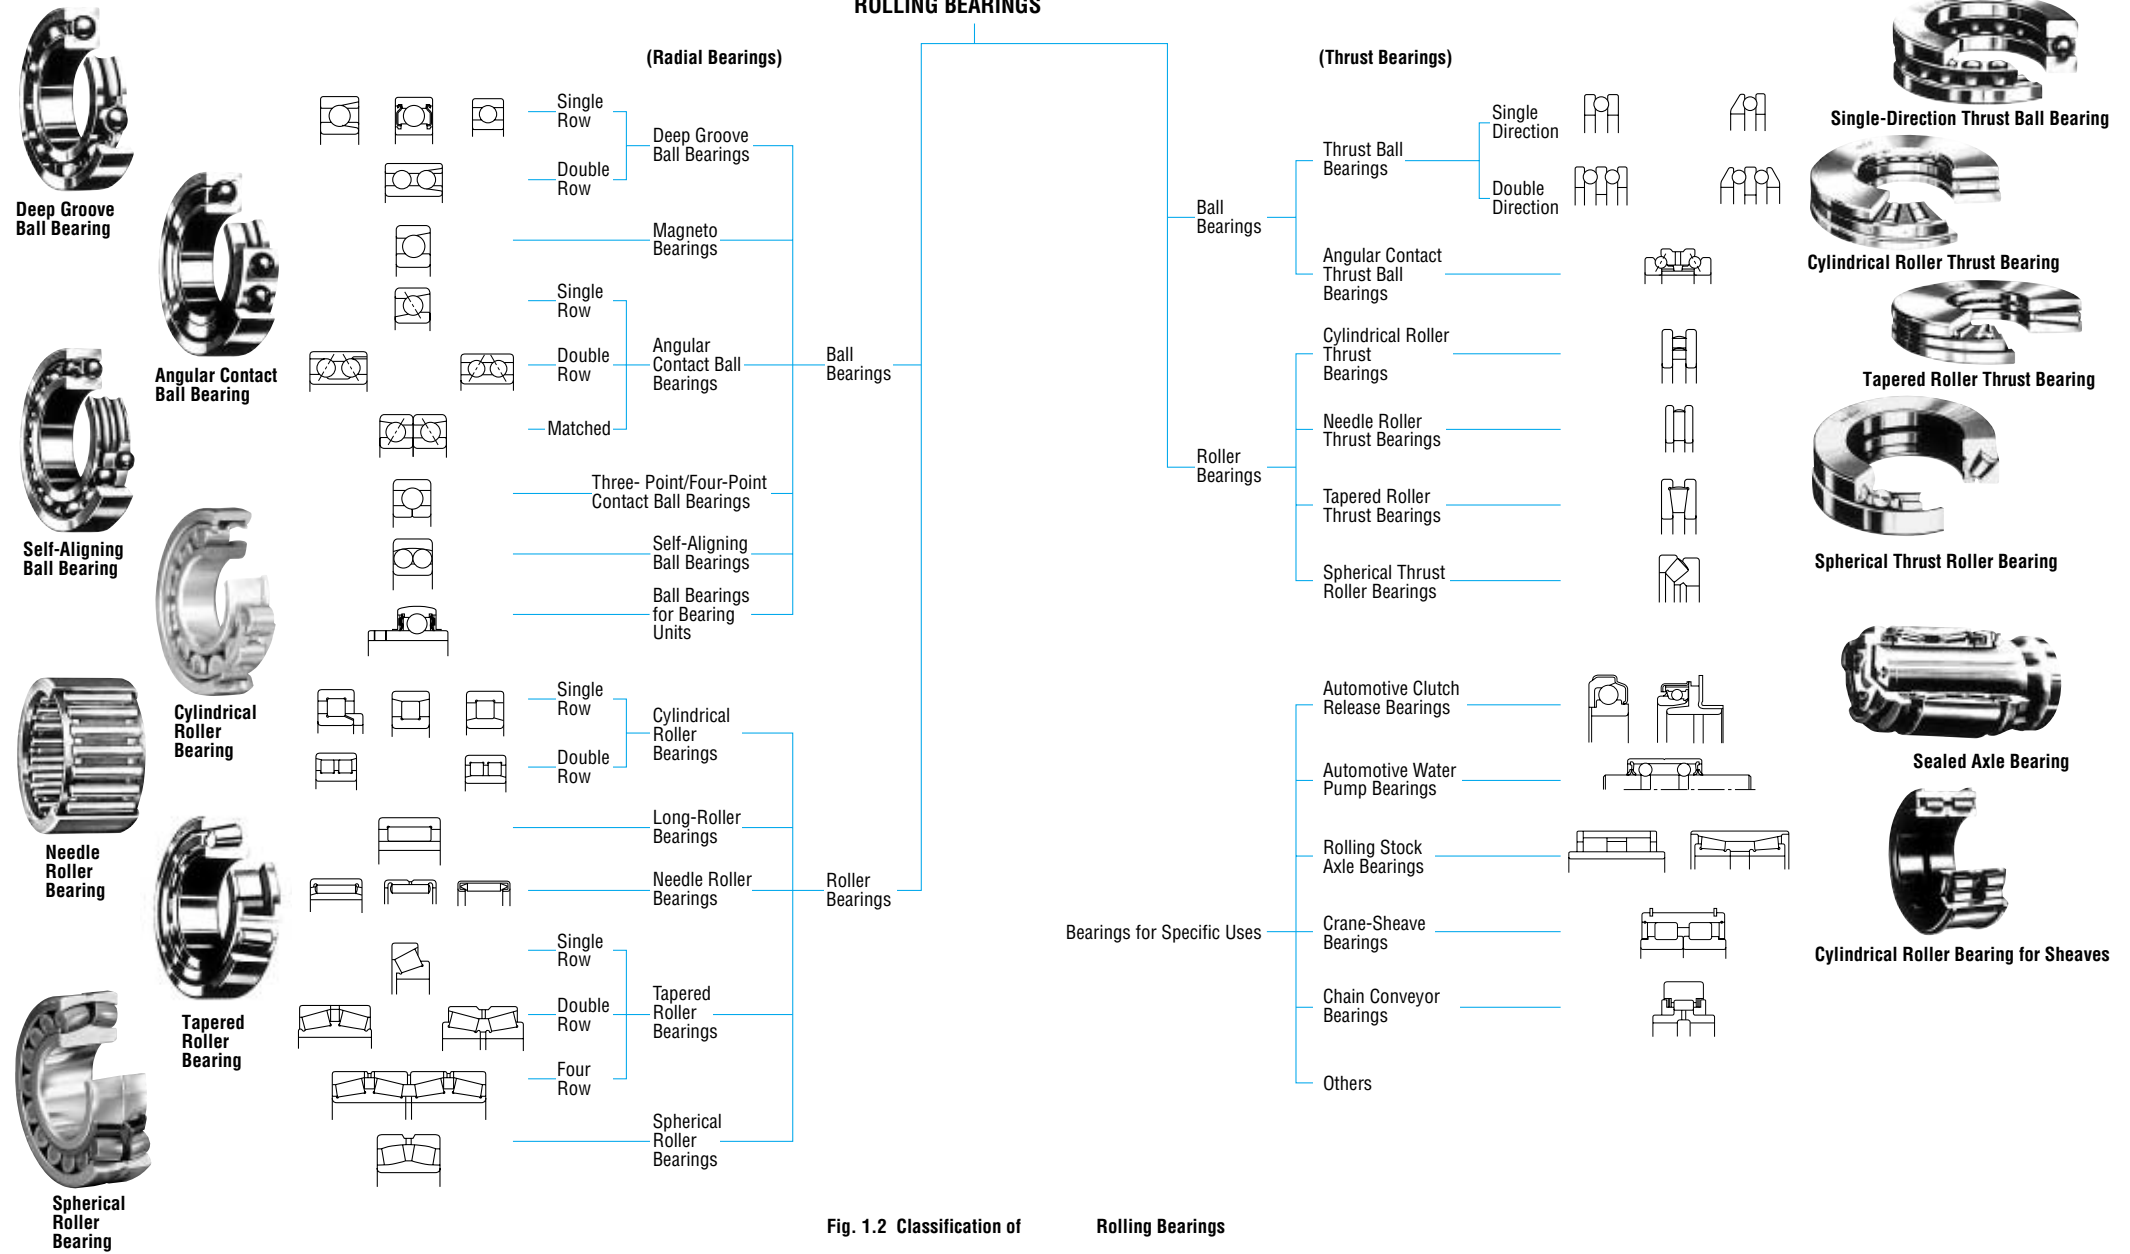 ROLLING BEARINGS
(Radial Bearings)
(Thrust Bearings)
Deep Groove
Ball Bearing
Angular Contact
Ball Bearing
Self-Aligning
Ball Bearing
Cylindrical
Roller
Bearing
Needle
Roller
Bearing
Tapered
Roller
Bearing
Spherical
Roller
Bearing
Single
Row
Double
Row
Deep Groove
Ball Bearings
Magneto
Bearings
Single
Row
Double
Row
Matched
Angular
Contact Ball
Bearings
Three- Point/Four-Point
Contact Ball Bearings
Self-Aligning
Ball Bearings
Ball Bearings
for Bearing
Units
Ball
Bearings
Single
Row
Double
Row
Cylindrical
Roller
Bearings
Long-Roller
Bearings
Needle Roller
Bearings
Single
Row
Double
Row
Four
Row
Tapered
Roller
Bearings
Spherical
Roller
Bearings
Roller
Bearings
Ball
Bearings
Thrust Ball
Bearings
Single
Direction
Double
Direction
Angular Contact
Thrust Ball
Bearings
Roller
Bearings
Cylindrical Roller
Thrust
Bearings
Needle Roller
Thrust Bearings
Tapered Roller
Thrust Bearings
Spherical Thrust
Roller Bearings
Bearings for Specific Uses
Automotive Clutch
Release Bearings
Automotive Water
Pump Bearings
Rolling Stock
Axle Bearings
Crane-Sheave
Bearings
Chain Conveyor
Bearings
Others
Single-Direction Thrust Ball Bearing
Cylindrical Roller Thrust Bearing
Tapered Roller Thrust Bearing
Spherical Thrust Roller Bearing
Sealed Axle Bearing
Cylindrical Roller Bearing for Sheaves
Fig. 1.2 Classification of Rolling Bearings